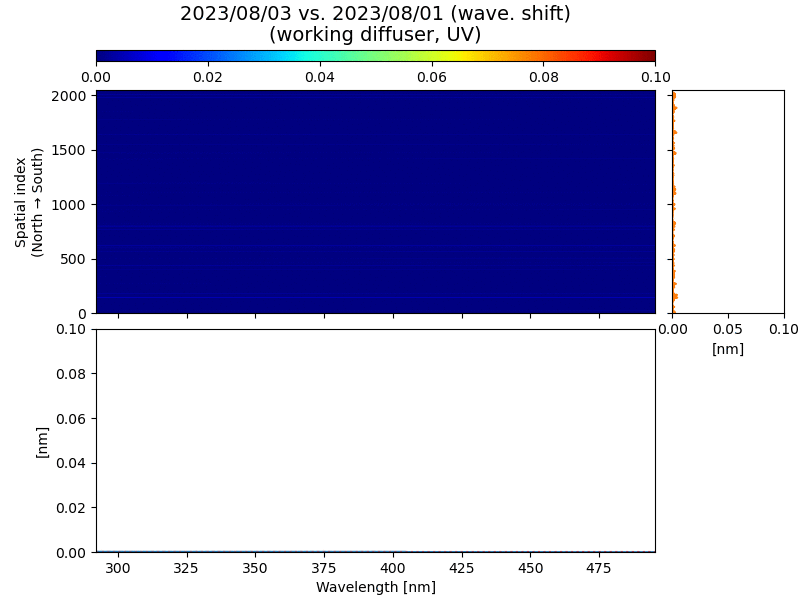 2023/08/03 vs. 2023/08/01 (wave. shift)
(working diffuser, UV)
0.00 0.02 0.04 0.06 0.08 0.10
2000
1500
1000
500
0
Spatial index
(North → South)
0.00 0.05 0.10
[nm]
0.10
0.08
0.06
0.04
0.02
0.00
[nm]
300 325 350 375 400 425 450 475
Wavelength [nm]